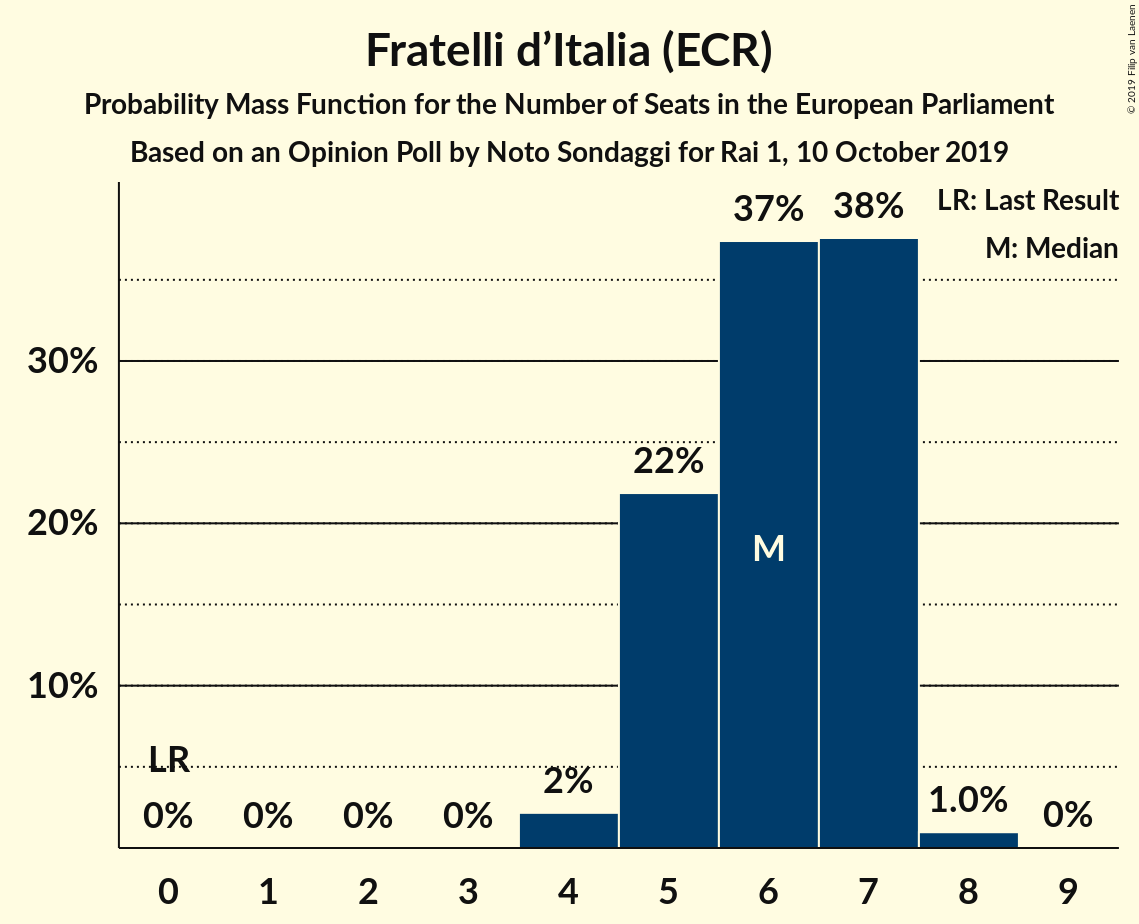 Fratelli d’Italia (ECR)
Probability Mass Function for the Number of Seats in the European Parliament
Based on an Opinion Poll by Noto Sondaggi for Rai 1, 10 October 2019
© 2019 Filip van Laenen
LR: Last Result
M: Median
37% 38%
30%
22%
20%
M
10%
LR
0% 0% 0% 0% 2% 1.0% 0%
0 1 2 3 4 5 6 7 8 9